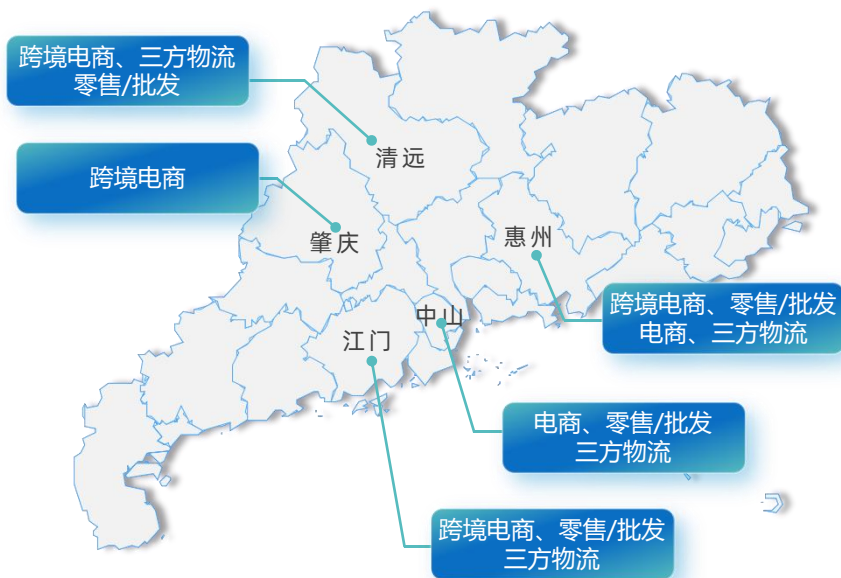 跨境电商、三方物流
零售/批发
清远
跨境电商
肇庆
惠州
跨境电商、零售/批发
电商、三方物流
中山
江门
电商、零售/批发
三方物流
跨境电商、零售/批发
三方物流